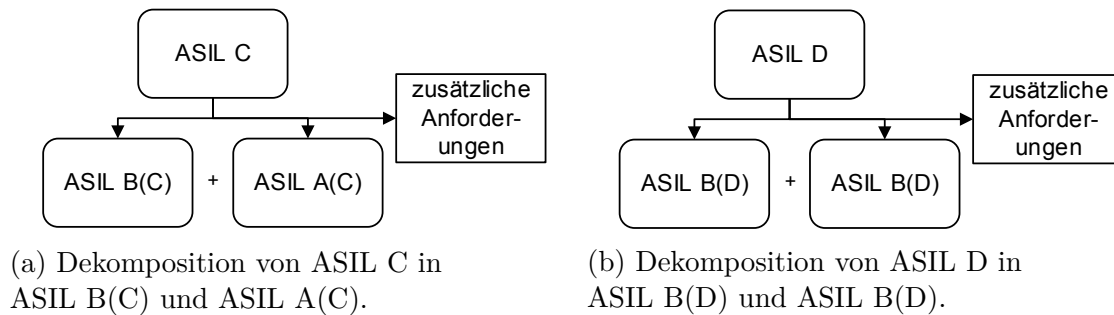 ASIL C
zusätzliche
Anforder-
ungen
ASIL B(C) + ASIL A(C)
(a) Dekomposition von ASIL C in
ASIL B(C) und ASIL A(C).
ASIL D
zusätzliche
Anforder-
ungen
ASIL B(D) + ASIL B(D)
(b) Dekomposition von ASIL D in
ASIL B(D) und ASIL B(D).